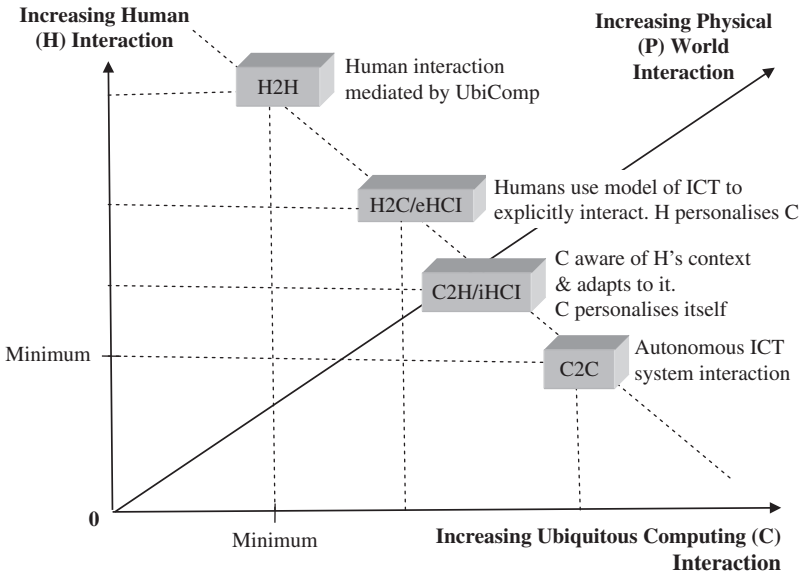 Increasing Human
(H) Interaction
Increasing Physical
(P) World
Interaction
H2H
Human interaction
mediated by UbiComp
H2C/eHCI
Humans use model of ICT to
explicitly interact. H personalises C
C2H/iHCI
C aware of H's context
& adapts to it.
C personalises itself
Minimum
C2C
Autonomous ICT
system interaction
0
Minimum
Increasing Ubiquitous Computing (C)
Interaction